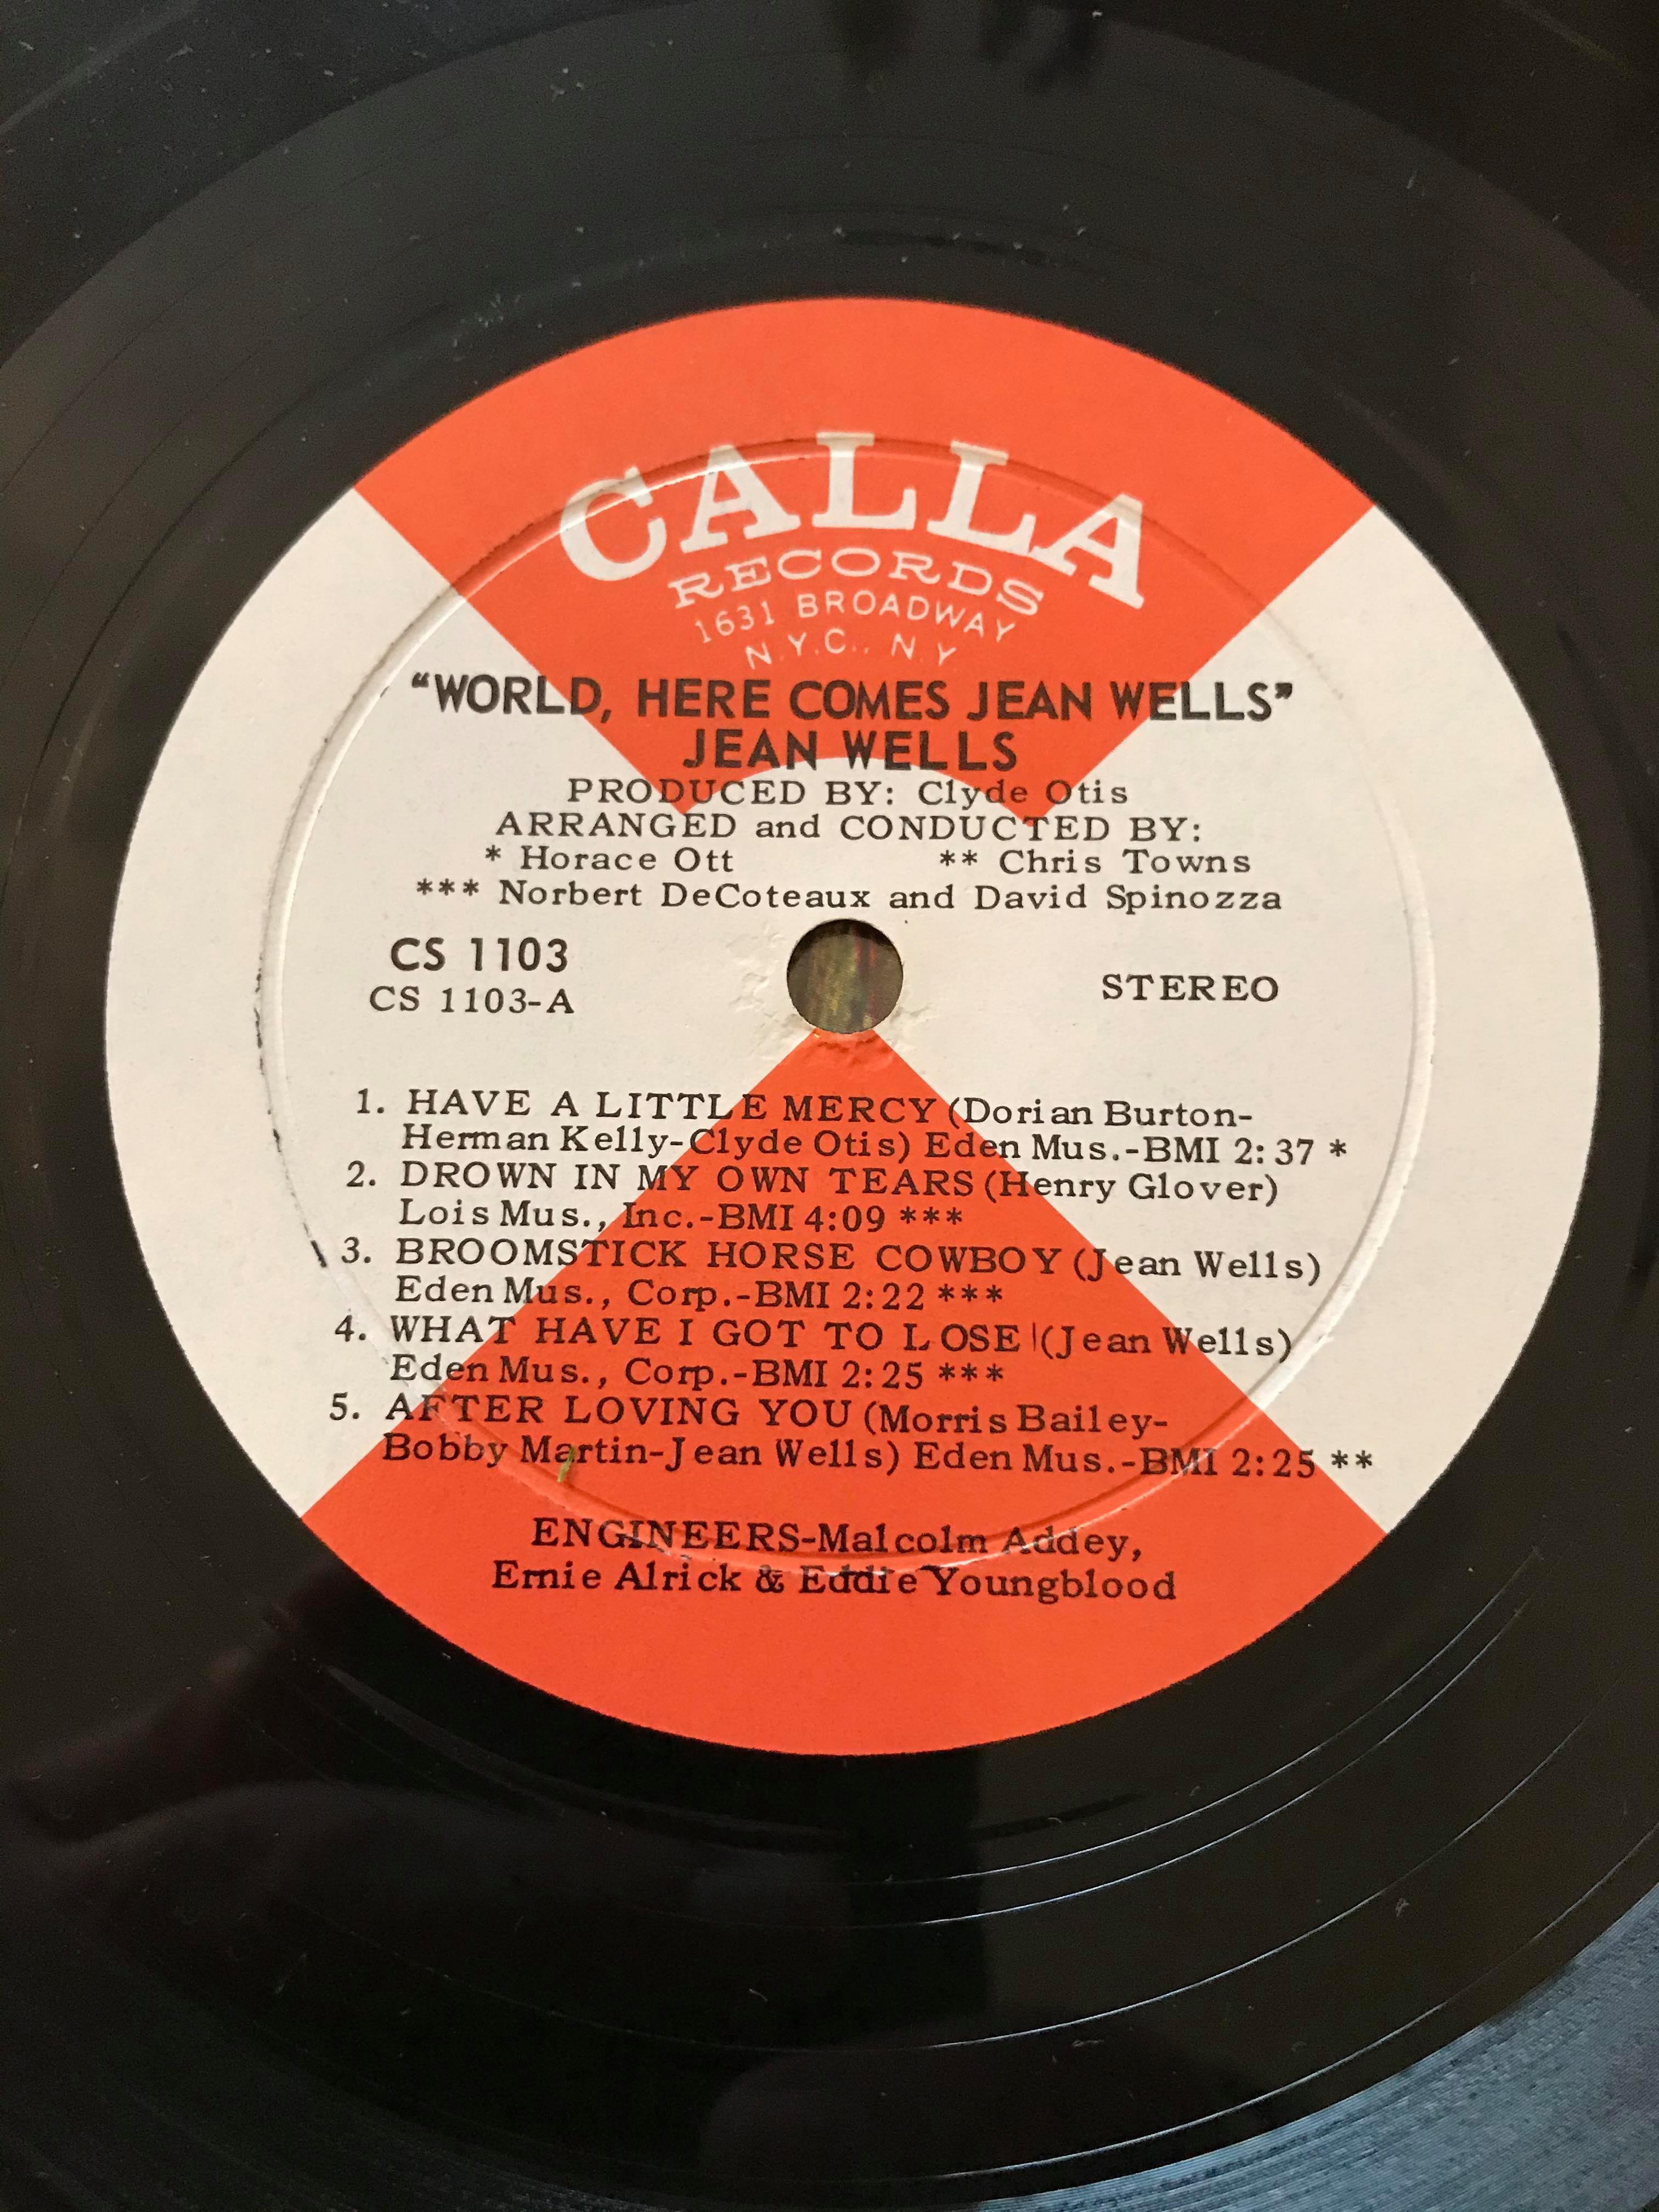 CALLA
RECORDS
1631 BROADWAY
N.Y.C., N.Y.
"WORLD, HERE COMES JEAN WELLS"
JEAN WELLS
PRODUCED BY: Clyde Otis
ARRANGED and CONDUCTED BY:
* Horace Ott ** Chris Towns
*** Norbert DeCoteaux and David Spinozza
CS 1103
CS 1103-A
STEREO
1. HAVE A LITTLE MERCY (Dorian Burton-
Herman Kelly-Clyde Otis) Eden Mus.-BMI 2:37 *
2. DROWN IN MY OWN TEARS (Henry Glover)
Lois Mus., Inc.-BMI 4:09 ***
3. BROOMSTICK HORSE COWBOY (Jean Wells)
Eden Mus., Corp.-BMI 2:22 ***
4. WHAT HAVE I GOT TO LOSE (Jean Wells)
Eden Mus., Corp.-BMI 2:25 ***
5. AFTER LOVING YOU (Morris Bailey-
Bobby Martin-Jean Wells) Eden Mus.-BMI 2:25 **
ENGINEERS-Malcolm Addey,
Ernie Alrick & Eddie Youngblood